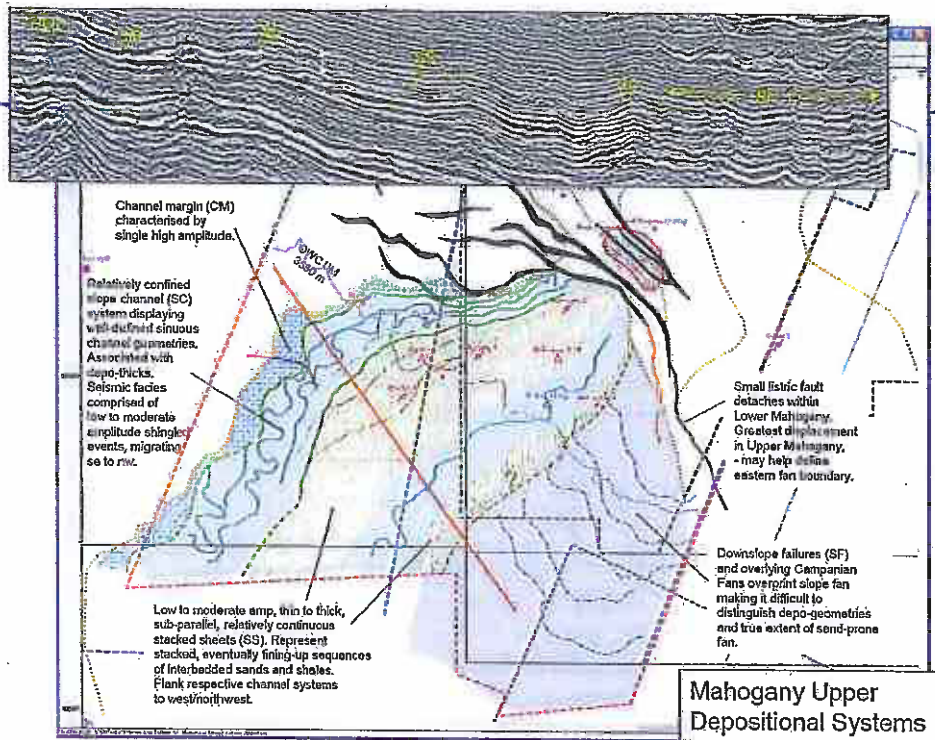 Channel margin (CM)
characterised by
single high amplitude.
OWC UM
3580 m
Relatively confined
slope channel (SC)
system displaying
well-defined sinuous
channel geometries.
Associated with
depo-thicks.
Seismic facies
comprised of
low to moderate
amplitude shingled
events, migrating
se to nw.
Small listric fault
detaches within
Lower Mahogany.
Greatest displacement
in Upper Mahogany,
- may help define
eastern fan boundary.
Downslope failures (SF)
and overlying Campanian
Fans overprint slope fan
making it difficult to
distinguish depo-geometries
and true extent of sand-prone
fan.
Low to moderate amp, thin to thick,
sub-parallel, relatively continuous
stacked sheets (SS). Represent
stacked, eventually fining-up sequences
of interbedded sands and shales.
Flank respective channel systems
to west/northwest.
Mahogany Upper
Depositional Systems